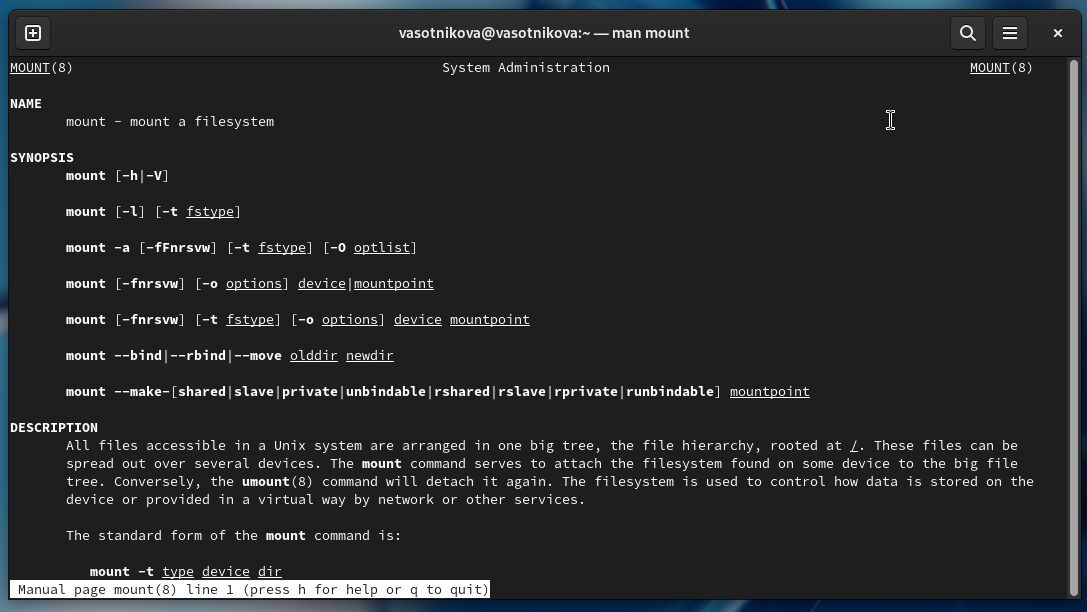 vasotnikova@vasotnikova:~ — man mount
MOUNT(8) System Administration MOUNT(8)
NAME
mount - mount a filesystem
SYNOPSIS
mount [-h|-V]
mount [-l] [-t fstype]
mount -a [-fFnrsvw] [-t fstype] [-O optlist]
mount [-fnrsvw] [-o options] device|mountpoint
mount [-fnrsvw] [-t fstype] [-o options] device mountpoint
mount --bind|--rbind|--move olddir newdir
mount --make-[shared|slave|private|unbindable|rshared|rslave|rprivate|runbindable] mountpoint
DESCRIPTION
All files accessible in a Unix system are arranged in one big tree, the file hierarchy, rooted at /. These files can be
spread out over several devices. The mount command serves to attach the filesystem found on some device to the big file
tree. Conversely, the umount(8) command will detach it again. The filesystem is used to control how data is stored on the
device or provided in a virtual way by network or other services.
The standard form of the mount command is:
mount -t type device dir
Manual page mount(8) line 1 (press h for help or q to quit)